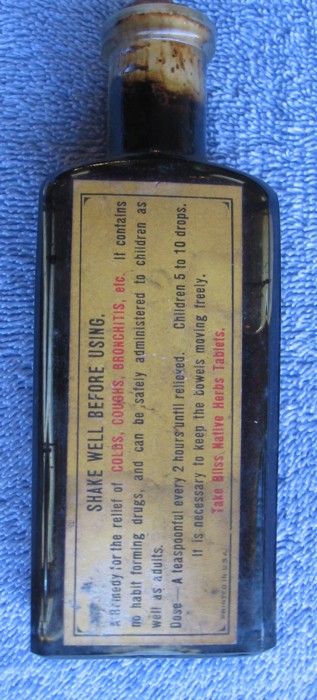 SHAKE WELL BEFORE USING.
A Remedy for the relief of COLDS, COUGHS, BRONCHITIS, etc. It contains
no habit forming drugs, and can be safely administered to children as
well as adults.
Dose—A teaspoonful every 2 hours until relieved. Children 5 to 10 drops.
It is necessary to keep the bowels moving freely.
Take Bliss Native Herbs Tablets.
PRINTED IN U.S.A.